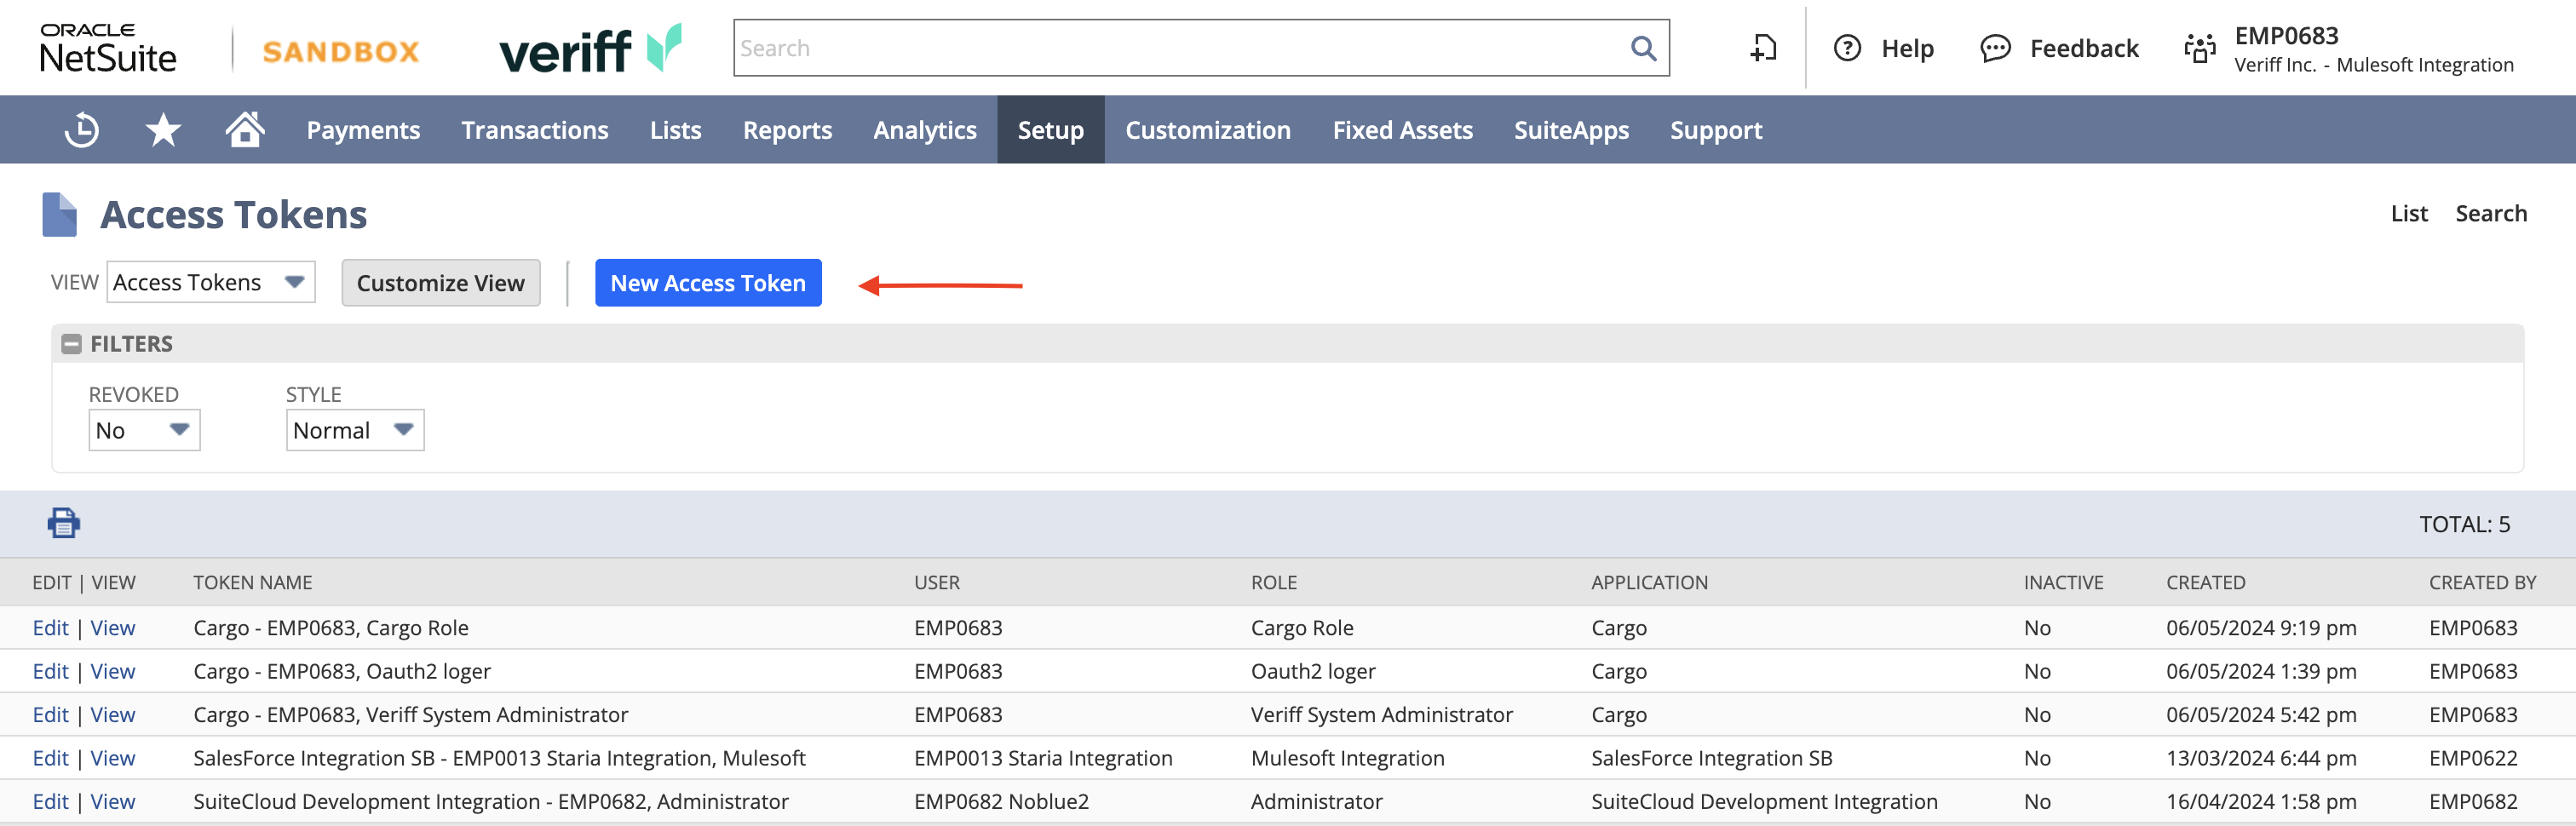 ORACLE
NetSuite
SANDBOX
veriff
Search
Help
Feedback
EMP0683
Veriff Inc. - Mulesoft Integration
Payments Transactions Lists Reports Analytics Setup Customization Fixed Assets SuiteApps Support
Access Tokens
List Search
VIEW Access Tokens Customize View New Access Token
FILTERS
REVOKED STYLE
No Normal
TOTAL: 5
EDIT | VIEW TOKEN NAME USER ROLE APPLICATION INACTIVE CREATED CREATED BY
Edit | View Cargo - EMP0683, Cargo Role EMP0683 Cargo Role Cargo No 06/05/2024 9:19 pm EMP0683
Edit | View Cargo - EMP0683, Oauth2 loger EMP0683 Oauth2 loger Cargo No 06/05/2024 1:39 pm EMP0683
Edit | View Cargo - EMP0683, Veriff System Administrator EMP0683 Veriff System Administrator Cargo No 06/05/2024 5:42 pm EMP0683
Edit | View SalesForce Integration SB - EMP0013 Staria Integration, Mulesoft EMP0013 Staria Integration Mulesoft Integration SalesForce Integration SB No 13/03/2024 6:44 pm EMP0622
Edit | View SuiteCloud Development Integration - EMP0682, Administrator EMP0682 Noblue2 Administrator SuiteCloud Development Integration No 16/04/2024 1:58 pm EMP0682